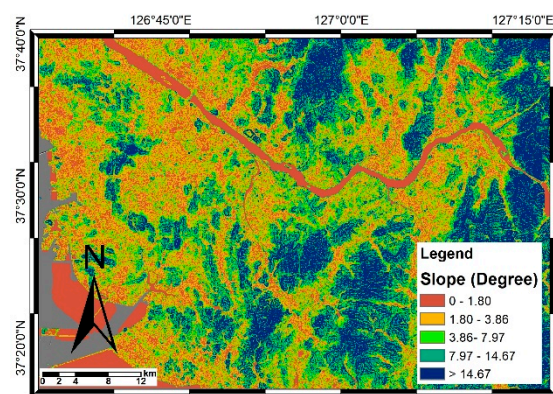 126°45'0"E 127°0'0"E 127°15'0"E
37°40'0"N
37°30'0"N
37°20'0"N
N
0 2 4 8 12 km
Legend
Slope (Degree)
0 - 1.80
1.80 - 3.86
3.86- 7.97
7.97 - 14.67
> 14.67